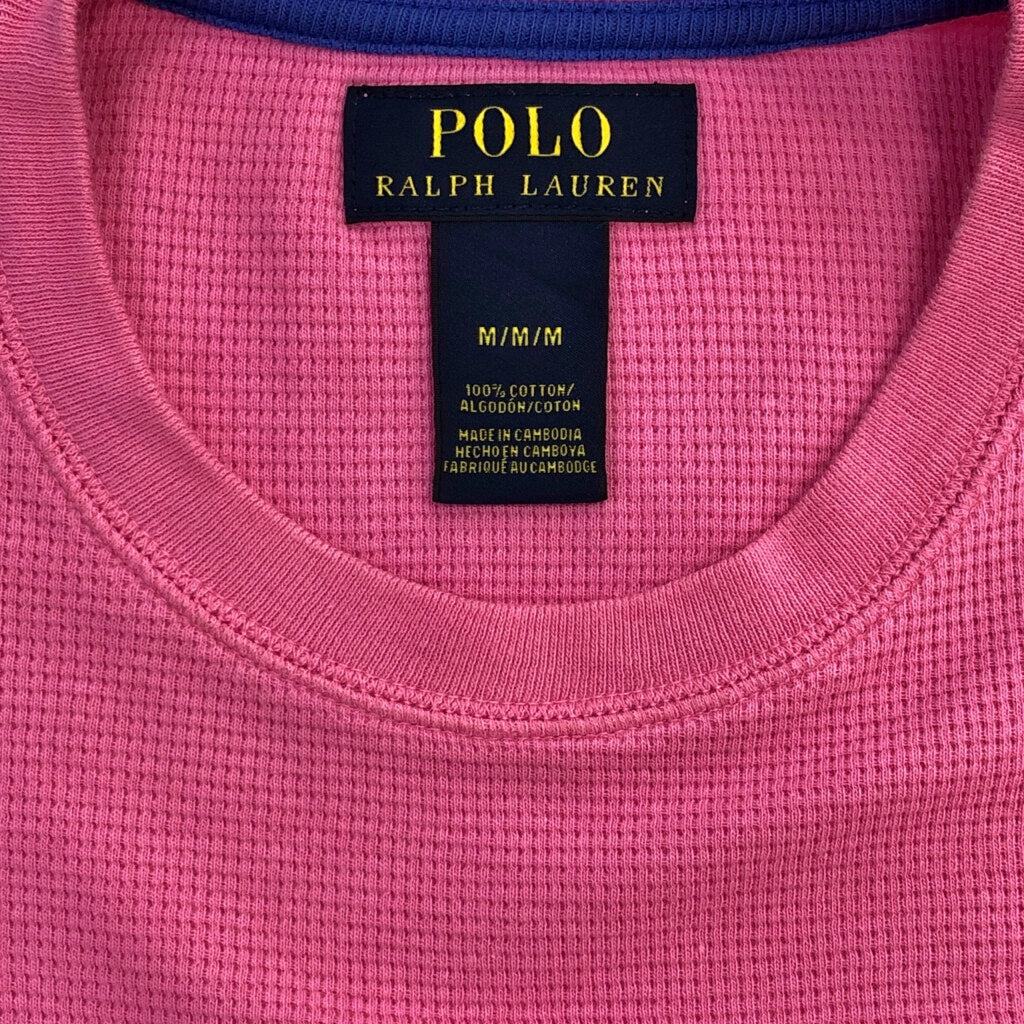 POLO
RALPH LAUREN
M/M/M
100% COTTON/
ALGODÓN/COTON
MADE IN CAMBODIA
HECHO EN CAMBOYA
FABRIQUÉ AU CAMBODGE